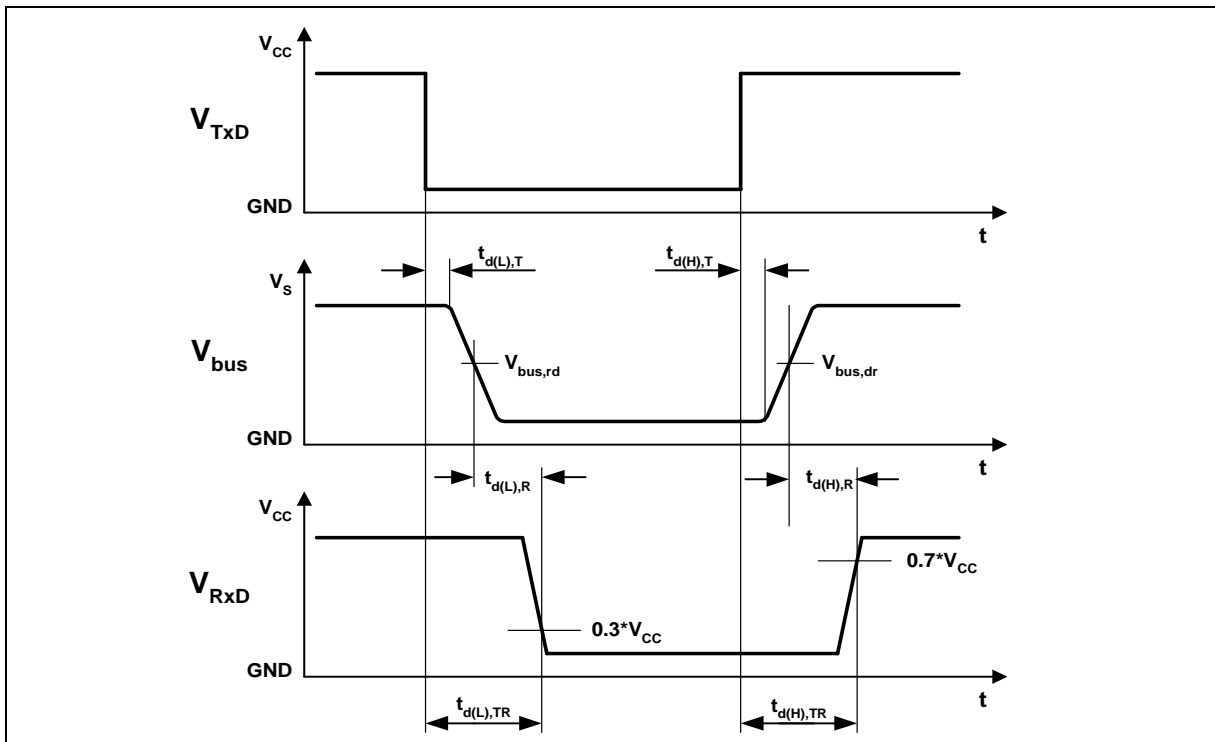 V_CC
V_TxD
GND
t
t_d(L),T
t_d(H),T
V_S
V_bus
V_bus,rd
V_bus,dr
GND
t
t_d(L),R
t_d(H),R
V_CC
V_RxD
0.7*V_CC
0.3*V_CC
GND
t
t_d(L),TR
t_d(H),TR